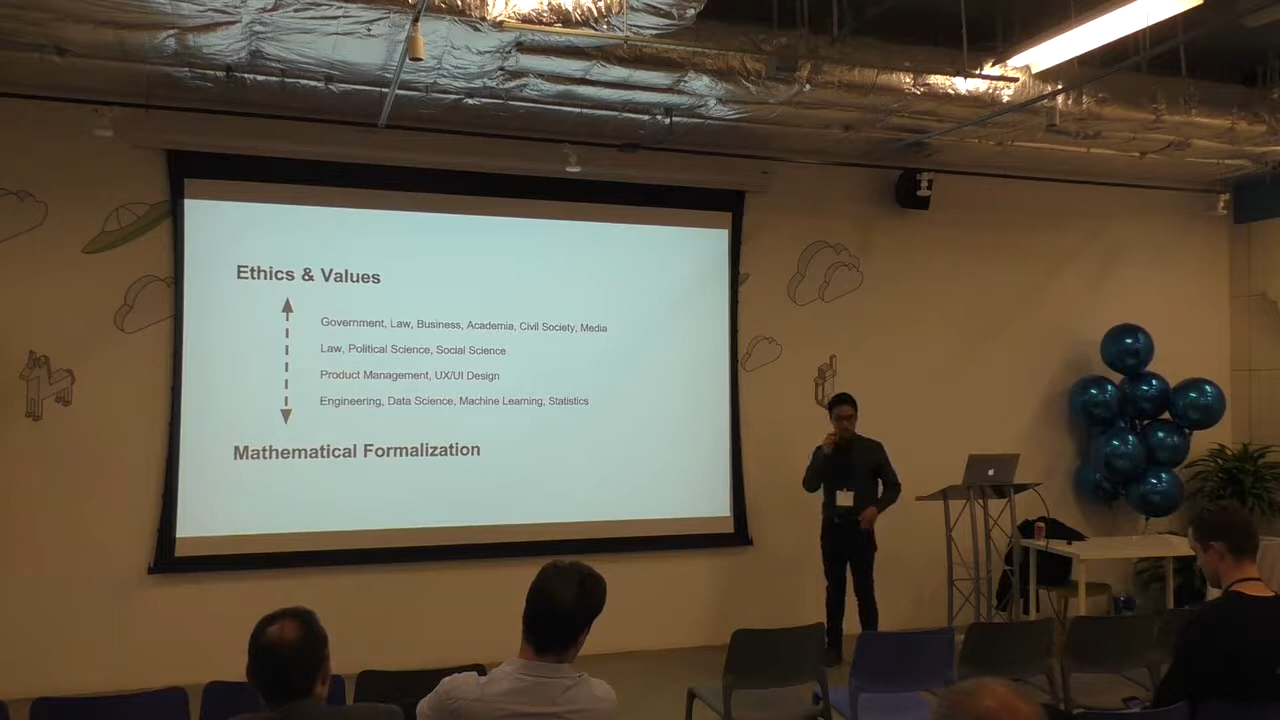 Ethics & Values
Government, Law, Business, Academia, Civil Society, Media
Law, Political Science, Social Science
Product Management, UX/UI Design
Engineering, Data Science, Machine Learning, Statistics
Mathematical Formalization